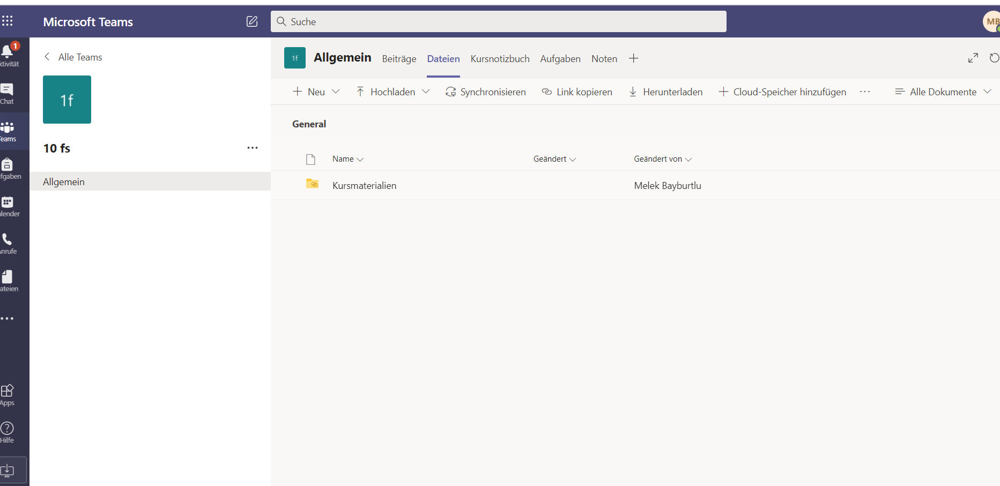 Microsoft Teams
Suche
MB
1
ktivität
Chat
Teams
fgaben
lender
Anrufe
ateien
Apps
Hilfe
Alle Teams
1f
10 fs
Allgemein
1f
Allgemein Beiträge Dateien Kursnotizbuch Aufgaben Noten
Neu Hochladen Synchronisieren Link kopieren Herunterladen Cloud-Speicher hinzufügen ... Alle Dokumente
General
Name Geändert Geändert von
Kursmaterialien Melek Bayburtlu